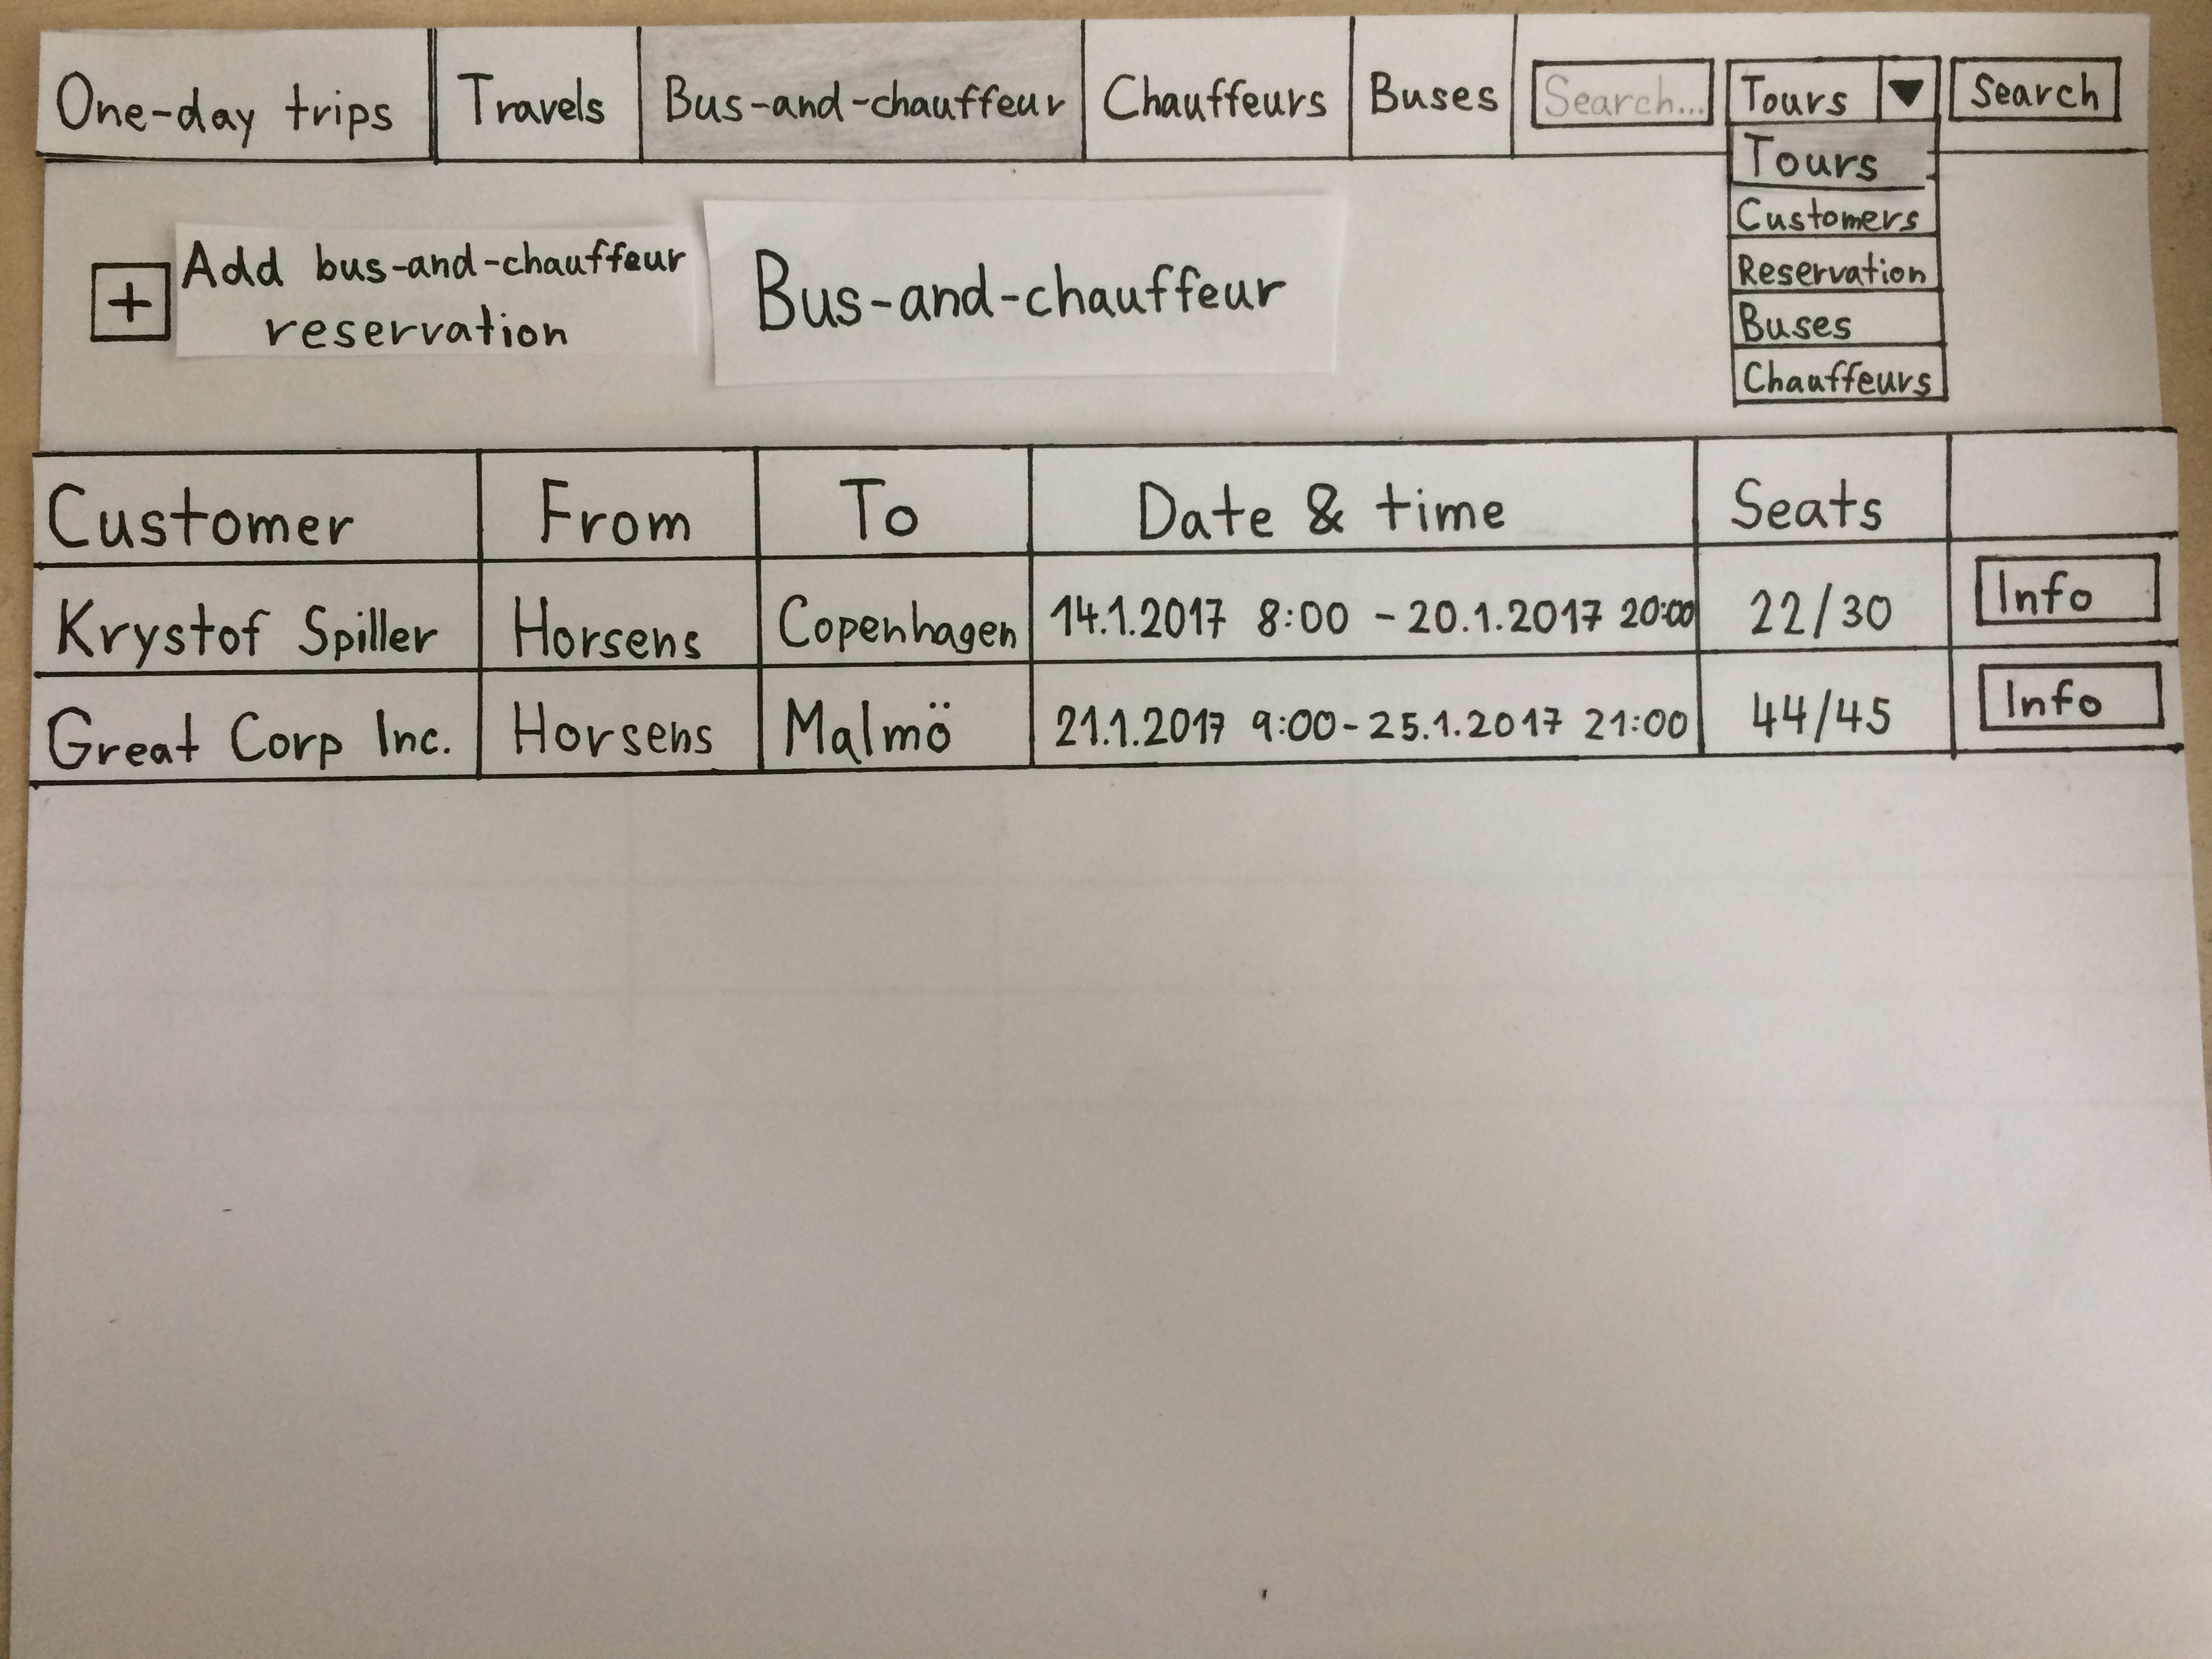 One-day trips Travels Bus-and-chauffeur Chauffeurs Buses Search... Tours Search
Tours
Customers
Reservation
Buses
Chauffeurs
+ Add bus-and-chauffeur
reservation
Bus-and-chauffeur
Customer From To Date & time Seats
Krystof Spiller Horsens Copenhagen 14.1.2017 8:00 - 20.1.2017 20:00 22/30 Info
Great Corp Inc. Horsens Malmö 21.1.2017 9:00 - 25.1.2017 21:00 44/45 Info